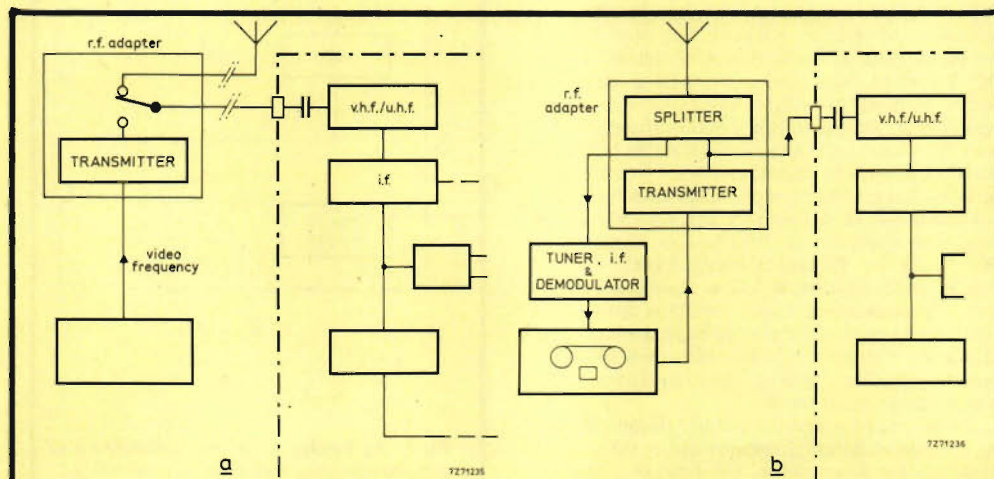 r.f. adapter
TRANSMITTER
video
frequency
v.h.f./u.h.f.
i.f.
a
7Z71235
r.f.
adapter
SPLITTER
TRANSMITTER
TUNER, i.f.
&
DEMODULATOR
v.h.f./u.h.f.
b
7Z71236